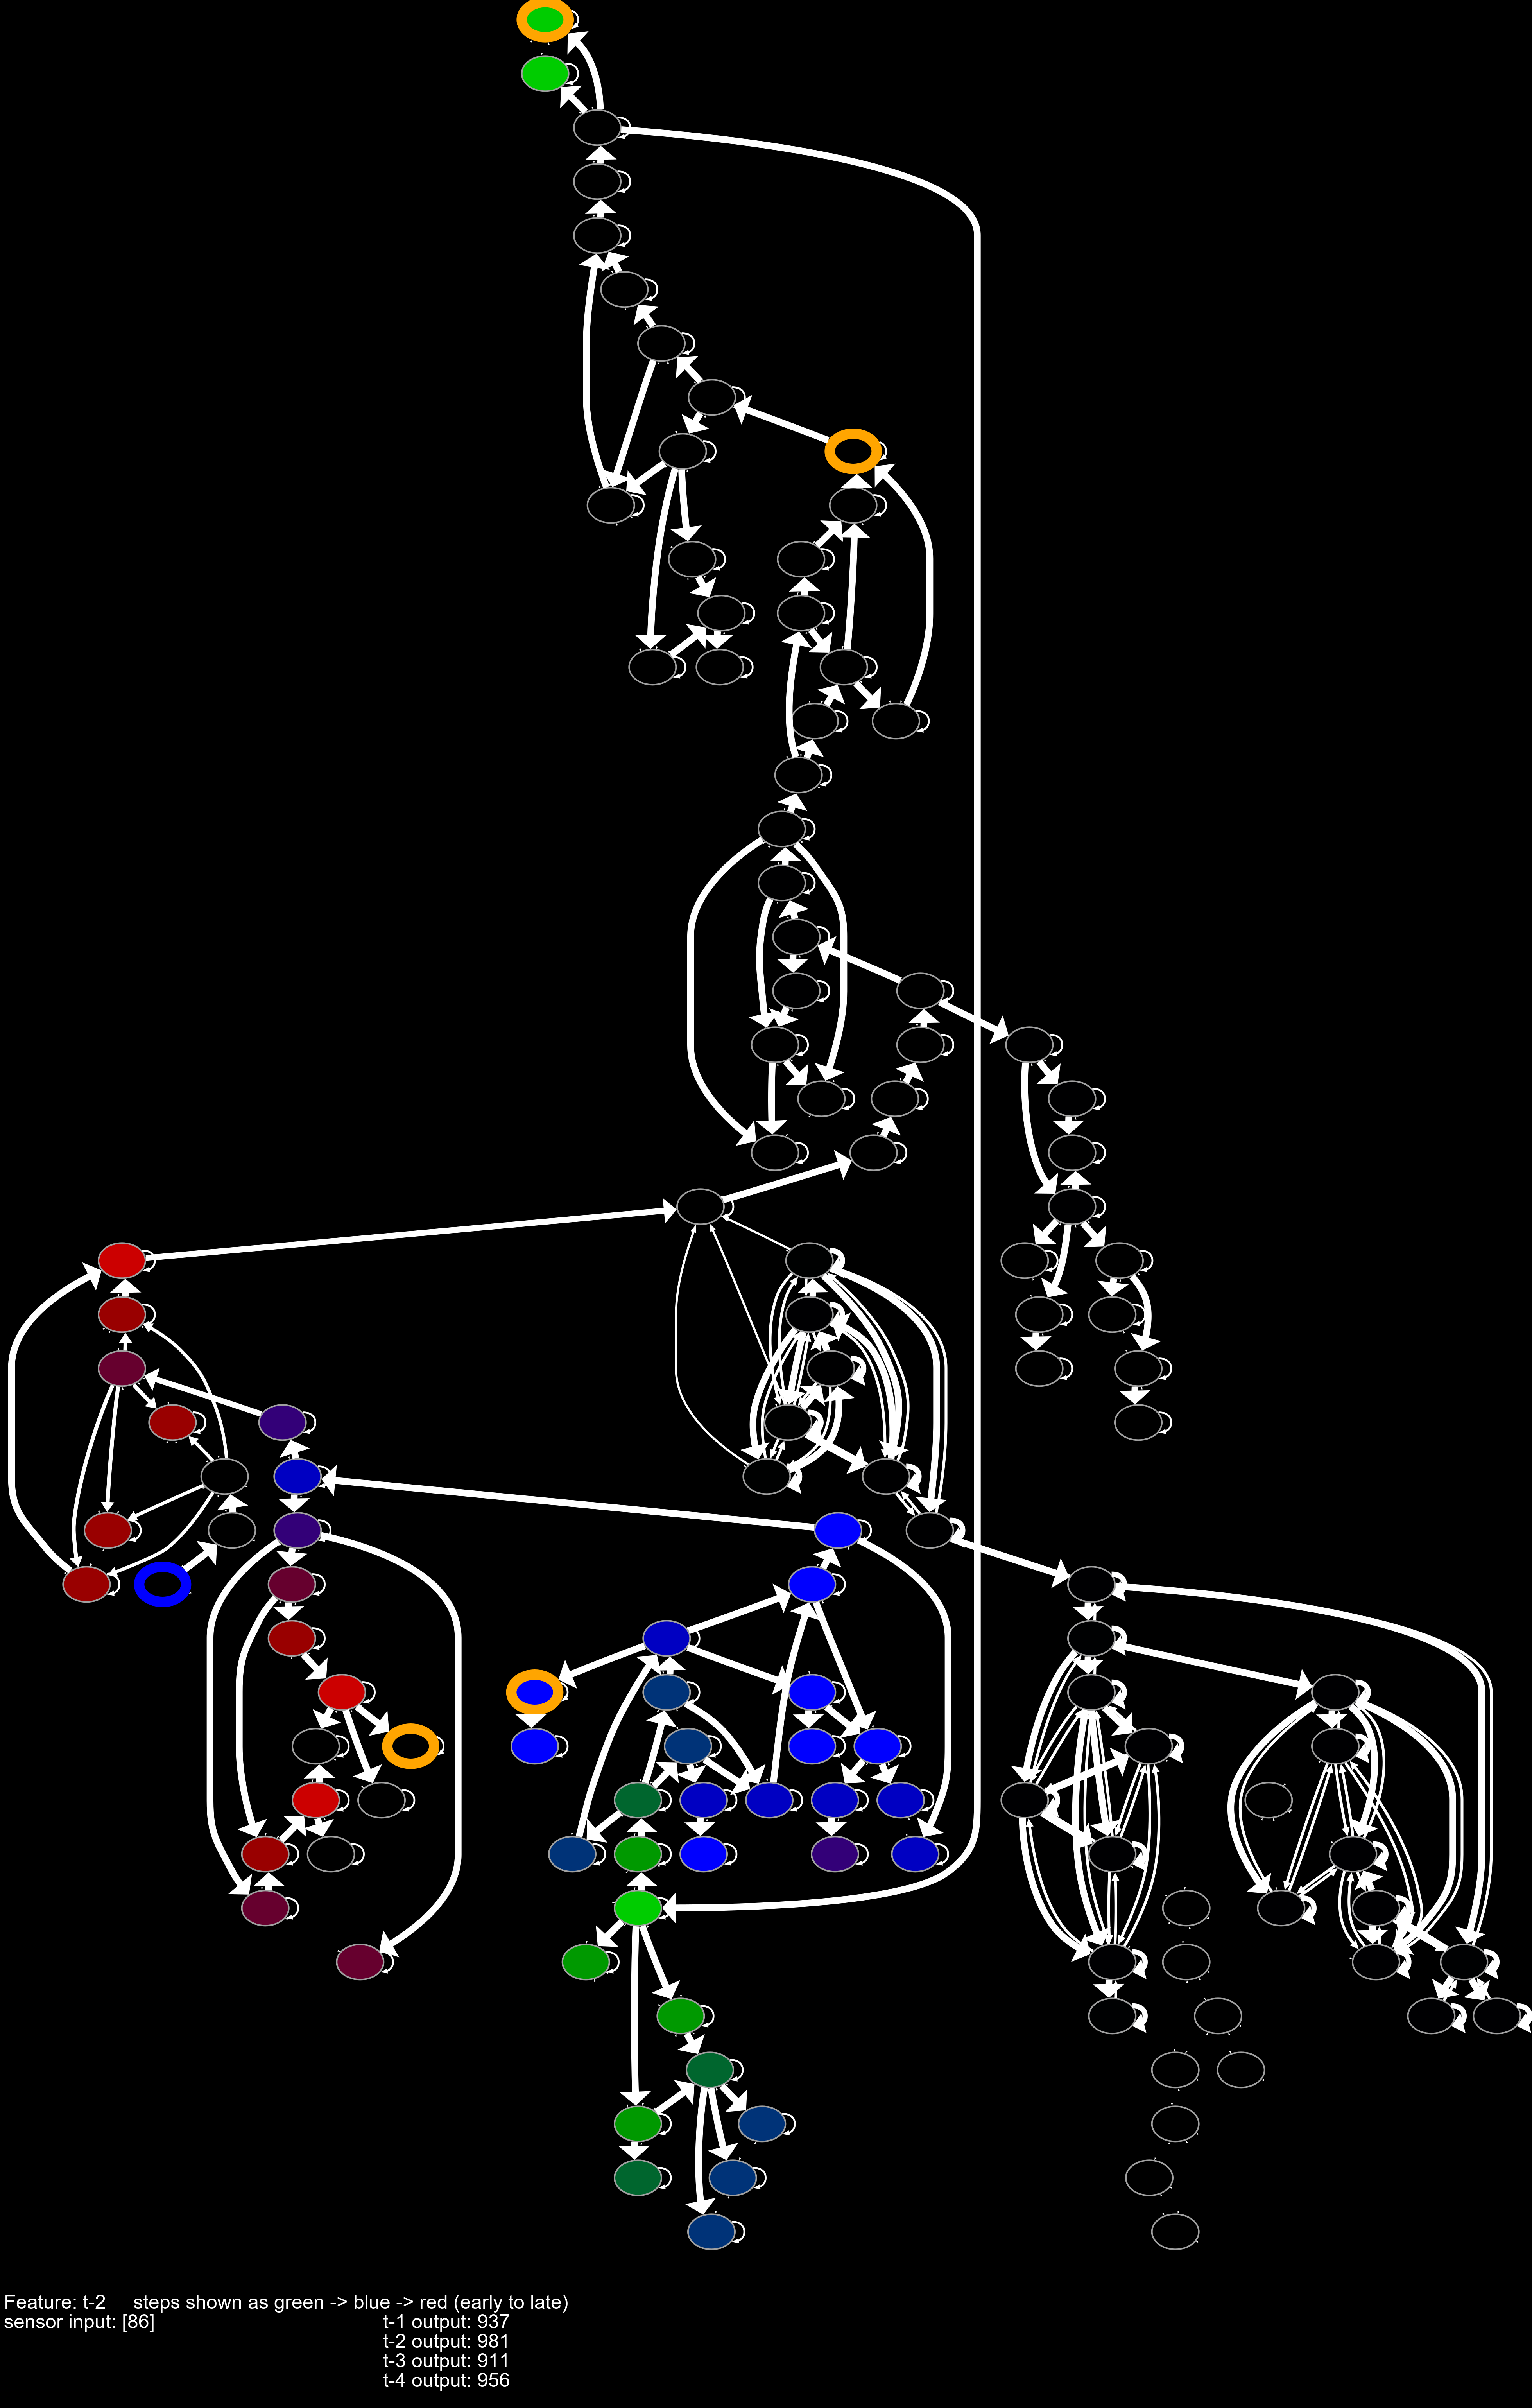 Feature: t-2 steps shown as green -> blue -> red (early to late)
sensor input: [86] t-1 output: 937
t-2 output: 981
t-3 output: 911
t-4 output: 956